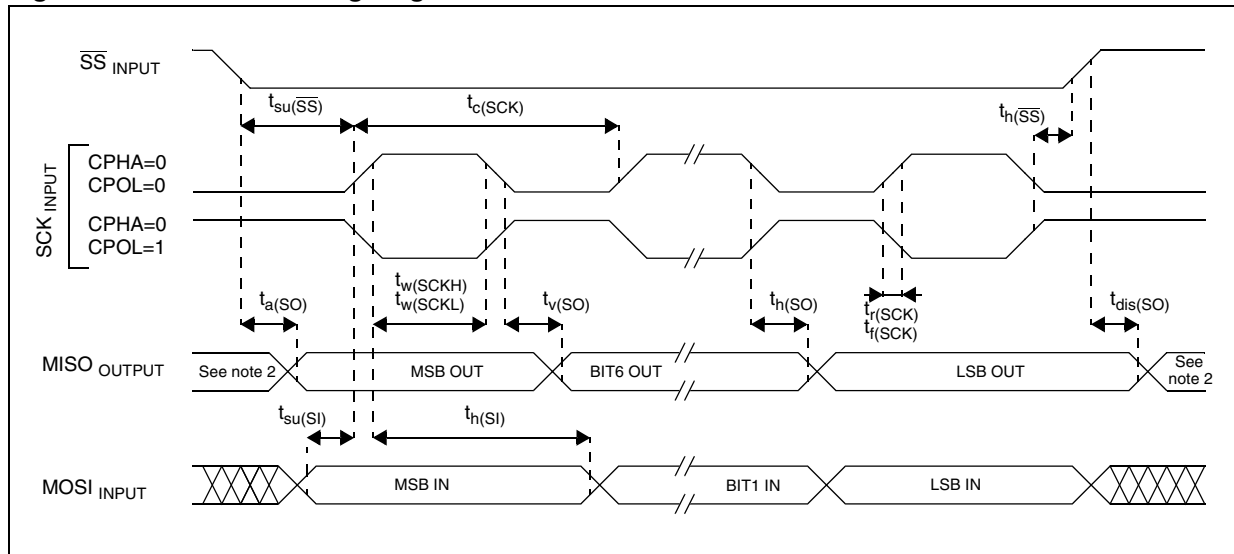 SS INPUT
tsu(SS)
tc(SCK)
th(SS)
SCK INPUT
CPHA=0
CPOL=0
CPHA=0
CPOL=1
ta(SO)
tw(SCKH)
tw(SCKL)
tv(SO)
th(SO)
tr(SCK)
tf(SCK)
tdis(SO)
MISO OUTPUT
See note 2
MSB OUT
BIT6 OUT
LSB OUT
See
note 2
tsu(SI)
th(SI)
MOSI INPUT
MSB IN
BIT1 IN
LSB IN